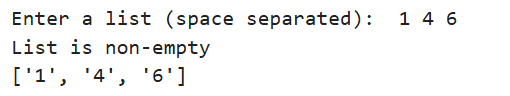 Enter a list (space separated):  1 4 6
List is non-empty
['1', '4', '6']